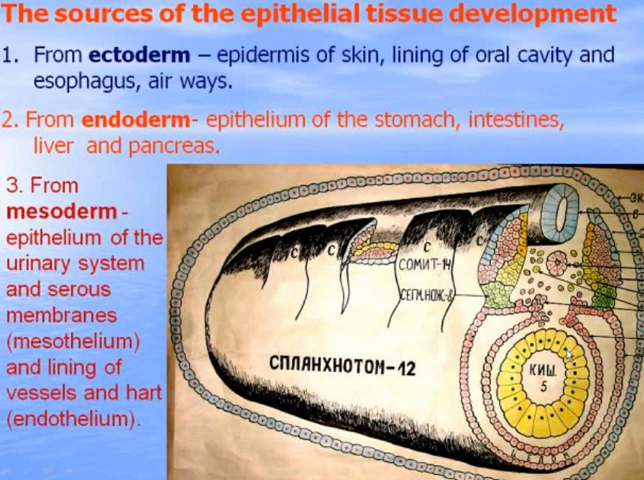 The sources of the epithelial tissue development
1. From ectoderm – epidermis of skin, lining of oral cavity and
esophagus, air ways.
2. From endoderm- epithelium of the stomach, intestines,
liver and pancreas.
3. From
mesoderm -
epithelium of the
urinary system
and serous
membranes
(mesothelium)
and lining of
vessels and hart
(endothelium).
С С С С
СОМИТ-14
СЕГМ.НОЖ.-8
СПЛАНХНОТОМ-12
КИШ.
5